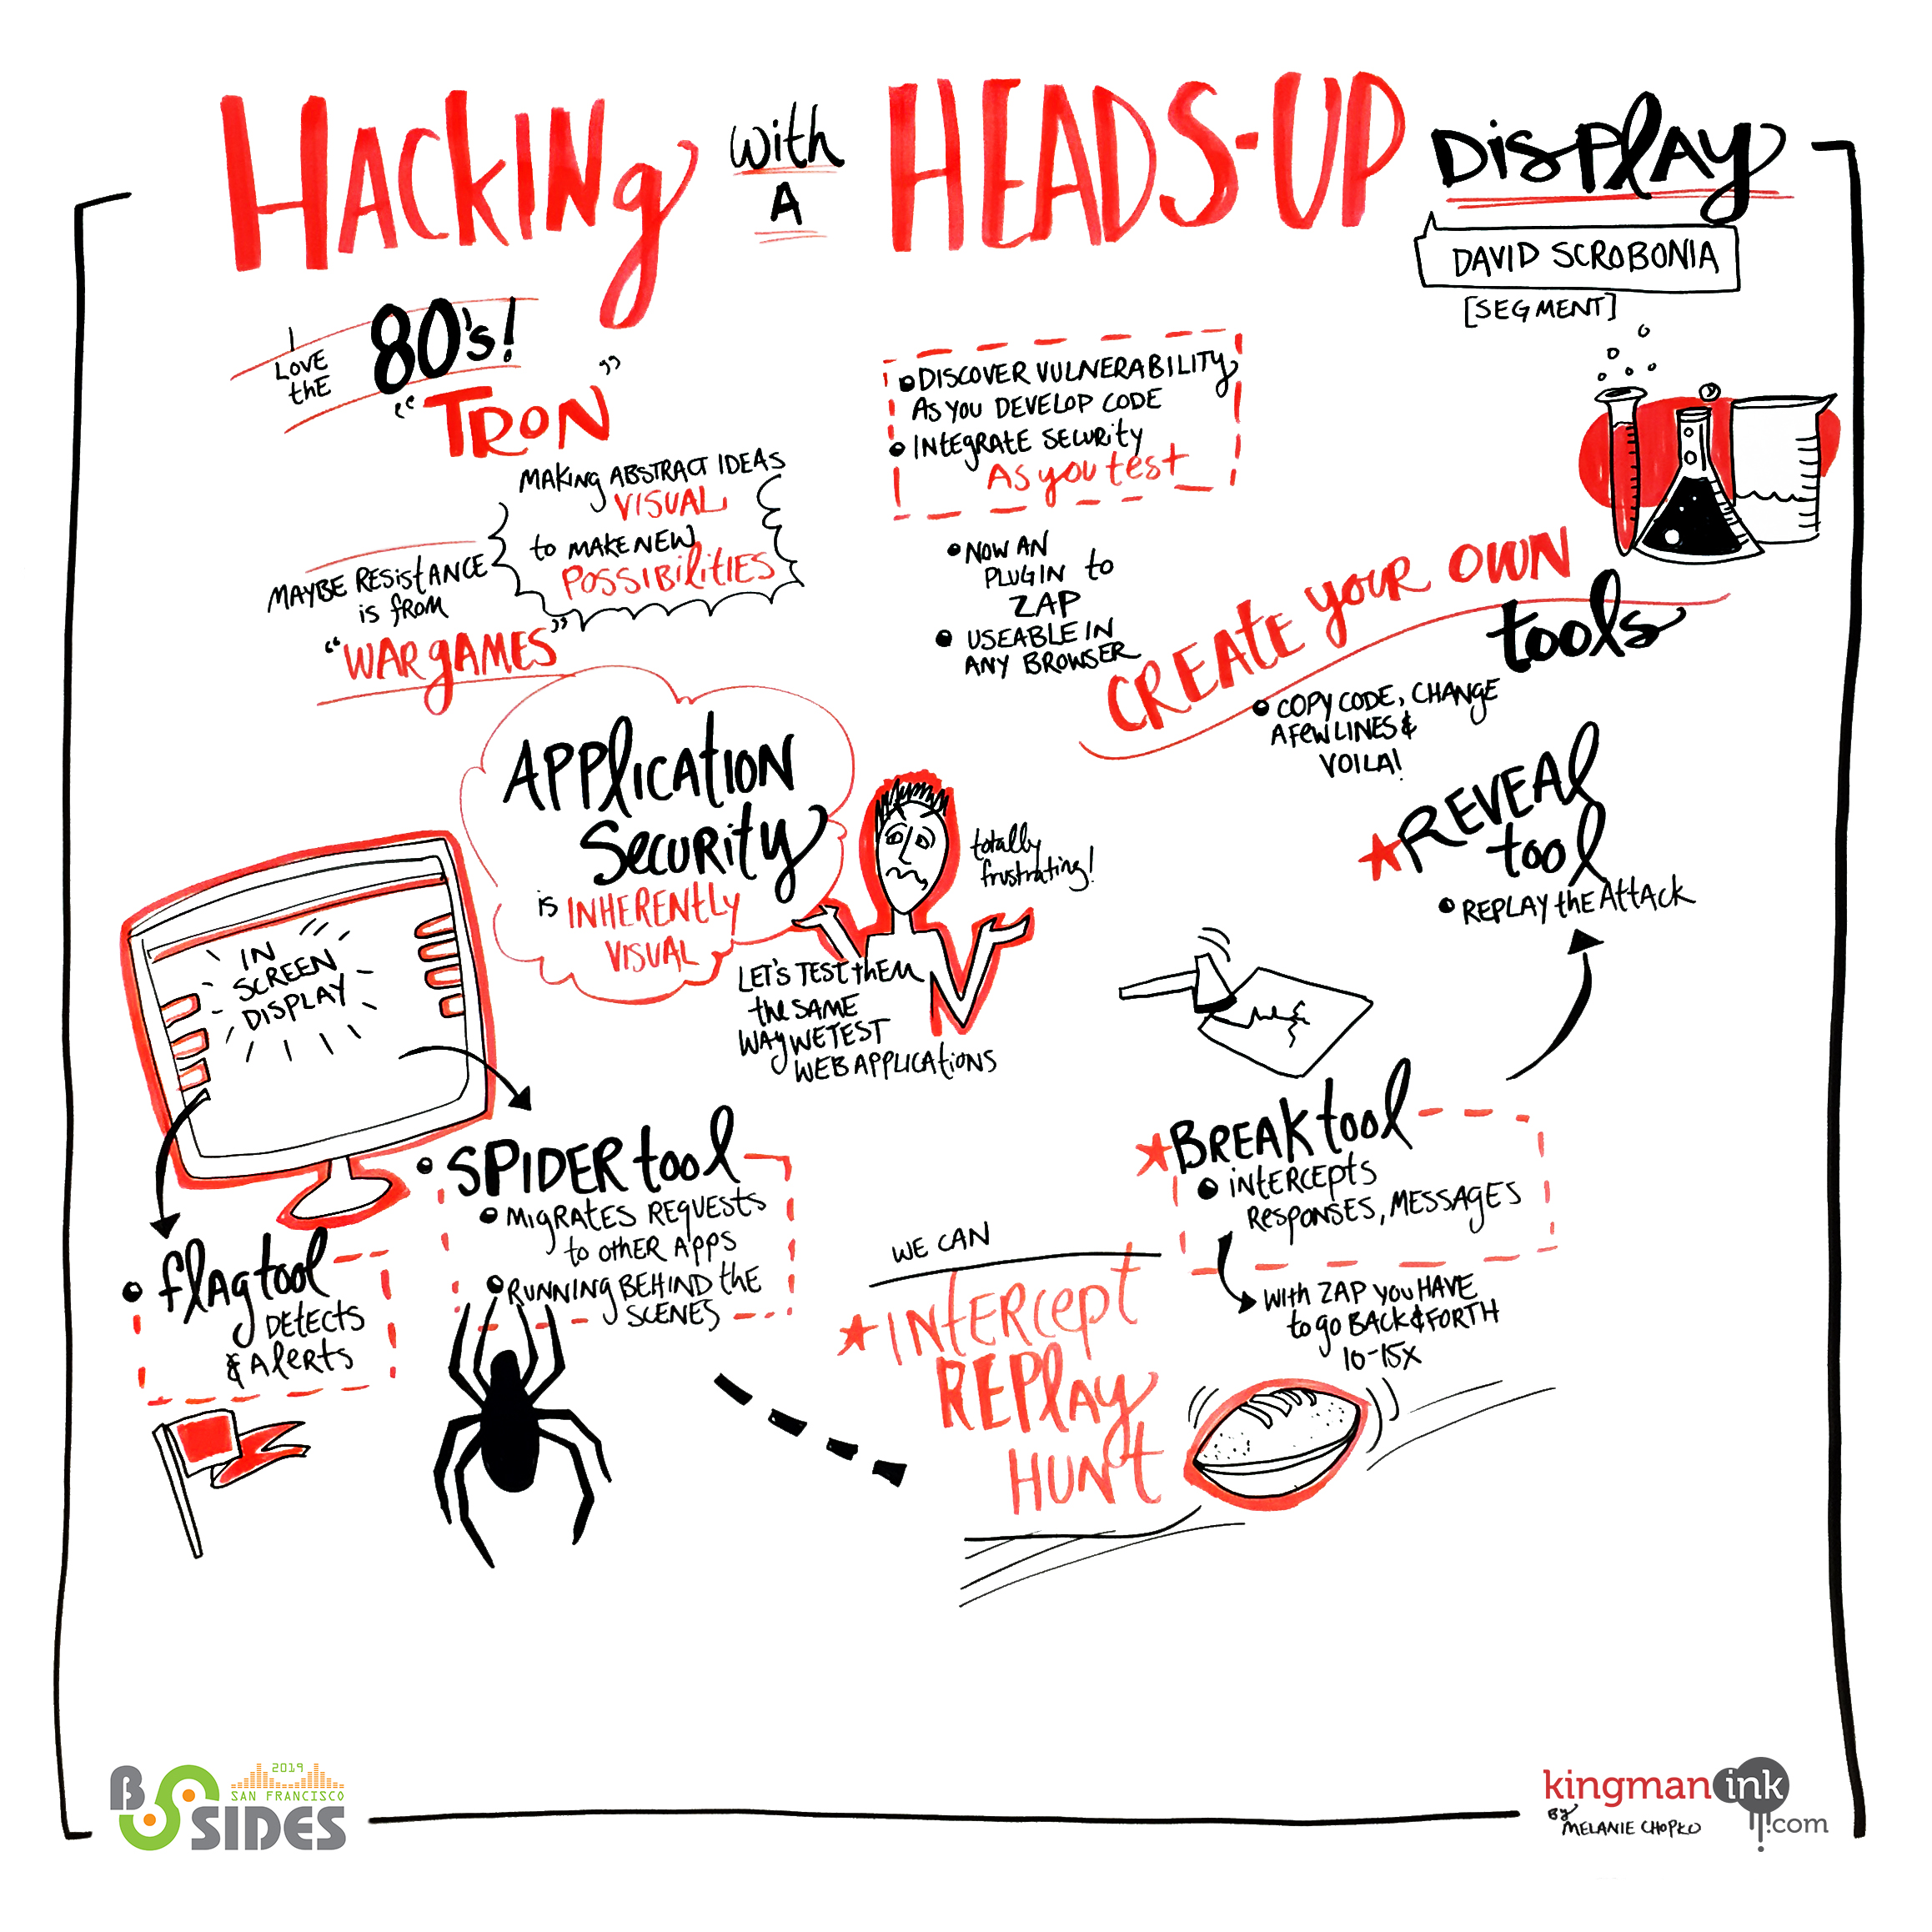 HACKING with A HEADS-UP DISPLAY
DAVID SCROBONIA
[SEGMENT]
I LOVE the 80's!
"TRON"
MAKING ABSTRACT IDEAS
VISUAL
to MAKE NEW
POSSIBILITIES
MAYBE RESISTANCE
is from
"WAR GAMES"
• DISCOVER VULNERABILITY
AS YOU DEVELOP CODE
• INTEGRATE SECURITY
AS you test
• NOW AN
PLUGIN to
ZAP
• USEABLE IN
ANY BROWSER
CREATE YOUR OWN
tools
• COPY CODE, CHANGE
A FEW LINES &
VOILA!
★REVEAL
tool
• REPLAY the Attack
APPlICAtION
SECURITY
is INHERENtLY
VISUAL
totally
frustrating!
LET'S TEST them
the SAME
WAY WE TEST
WEB APPLICAtiONS
IN
SCREEN
DISPLAY
• SPIDER tool
• MIGRATES REQUESTS
to otHER APPS
• RUNNING BEHIND the
SCENES
• flag tool
DETECTS
& AlERtS
★BREAK tool
• INTERCEPTS
RESPONSES, MESSAGES
WITH ZAP YOU HAVE
to go BACK & FORTH
10-15X
WE CAN
★INTERCEPT
REPlAY
HUNt
2019
SAN FRANCISCO
BSIDES
kingman ink
.com
BY
MELANIE CHOPKO